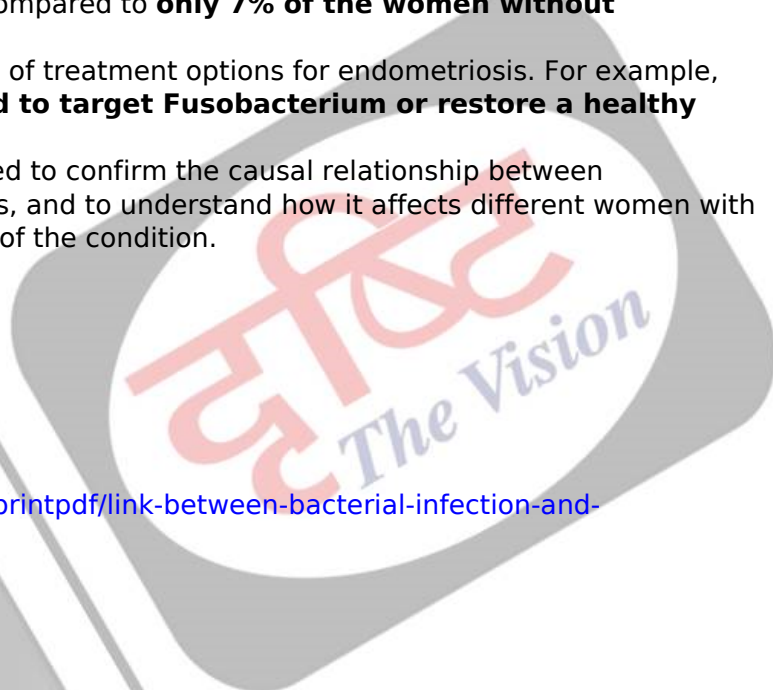 ompared to only 7% of the women without
of treatment options for endometriosis. For example,
d to target Fusobacterium or restore a healthy
ed to confirm the causal relationship between
s, and to understand how it affects different women with
of the condition.
दृष्टि
The Vision
printpdf/link-between-bacterial-infection-and-